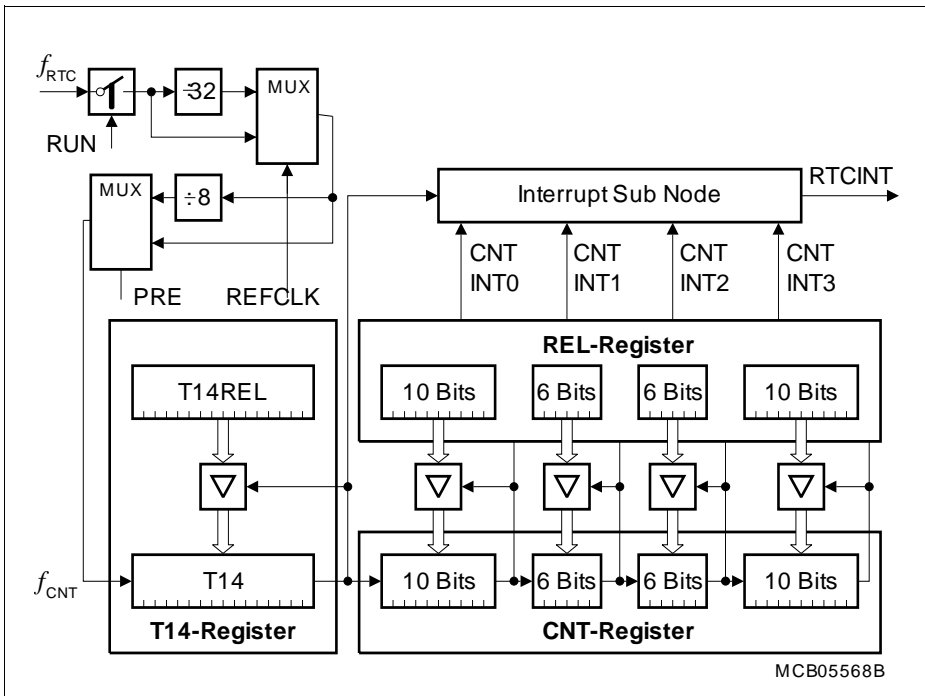 fRTC
÷32
MUX
RUN
MUX
÷8
Interrupt Sub Node
RTCINT
CNT INT0
CNT INT1
CNT INT2
CNT INT3
PRE
REFCLK
REL-Register
T14REL
10 Bits
6 Bits
6 Bits
10 Bits
fCNT
T14
10 Bits
6 Bits
6 Bits
10 Bits
T14-Register
CNT-Register
MCB05568B